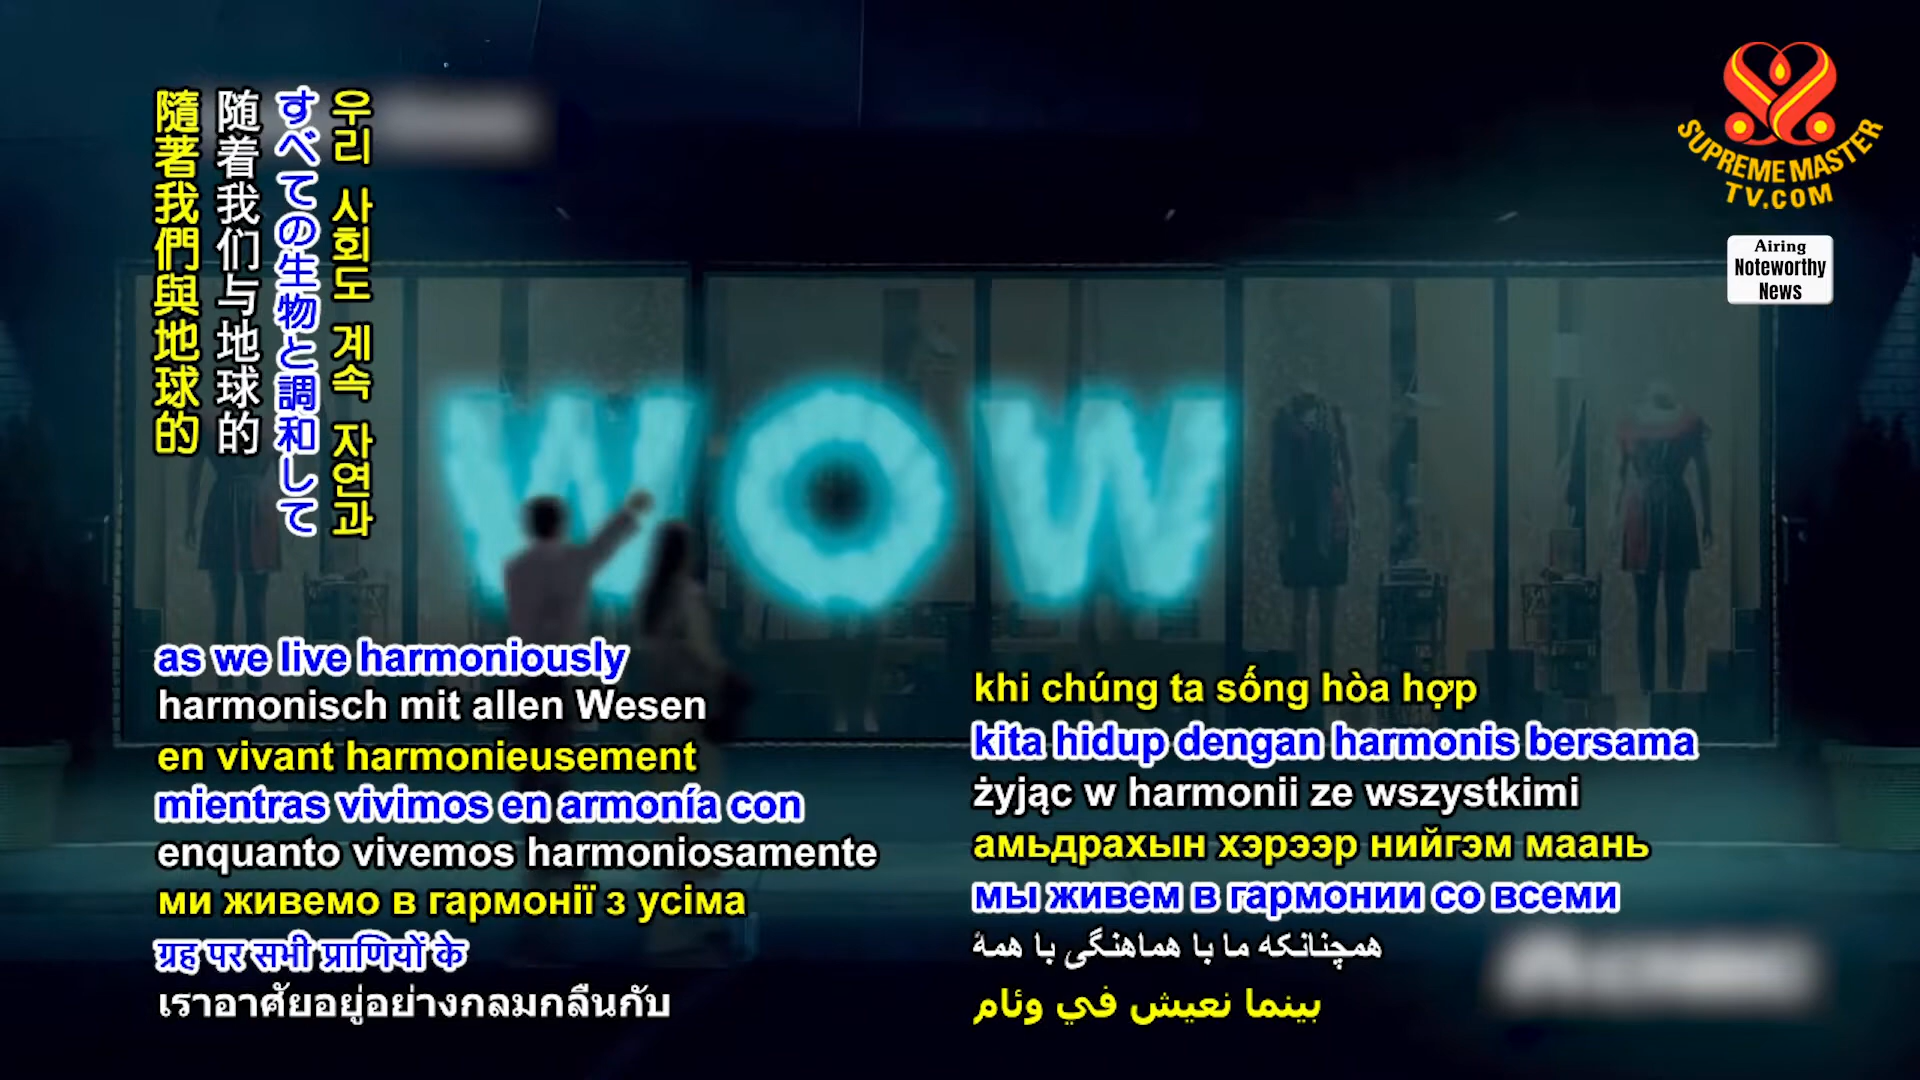 隨著我們與地球的
随着我们与地球的
すべての生物と調和して
우리 사회도 계속 자연과
SUPREME MASTER
TV.COM
Airing
Noteworthy
News
WOW
as we live harmoniously
harmonisch mit allen Wesen
en vivant harmonieusement
mientras vivimos en armonía con
enquanto vivemos harmoniosamente
ми живемо в гармонії з усіма
ग्रह पर सभी प्राणियों के
เราอาศัยอยู่อย่างกลมกลืนกับ
khi chúng ta sống hòa hợp
kita hidup dengan harmonis bersama
żyjąc w harmonii ze wszystkimi
амьдрахын хэрээр нийгэм маань
мы живем в гармонии со всеми
همچنانکه ما با هماهنگی با همهٔ
بينما نعيش في وئام